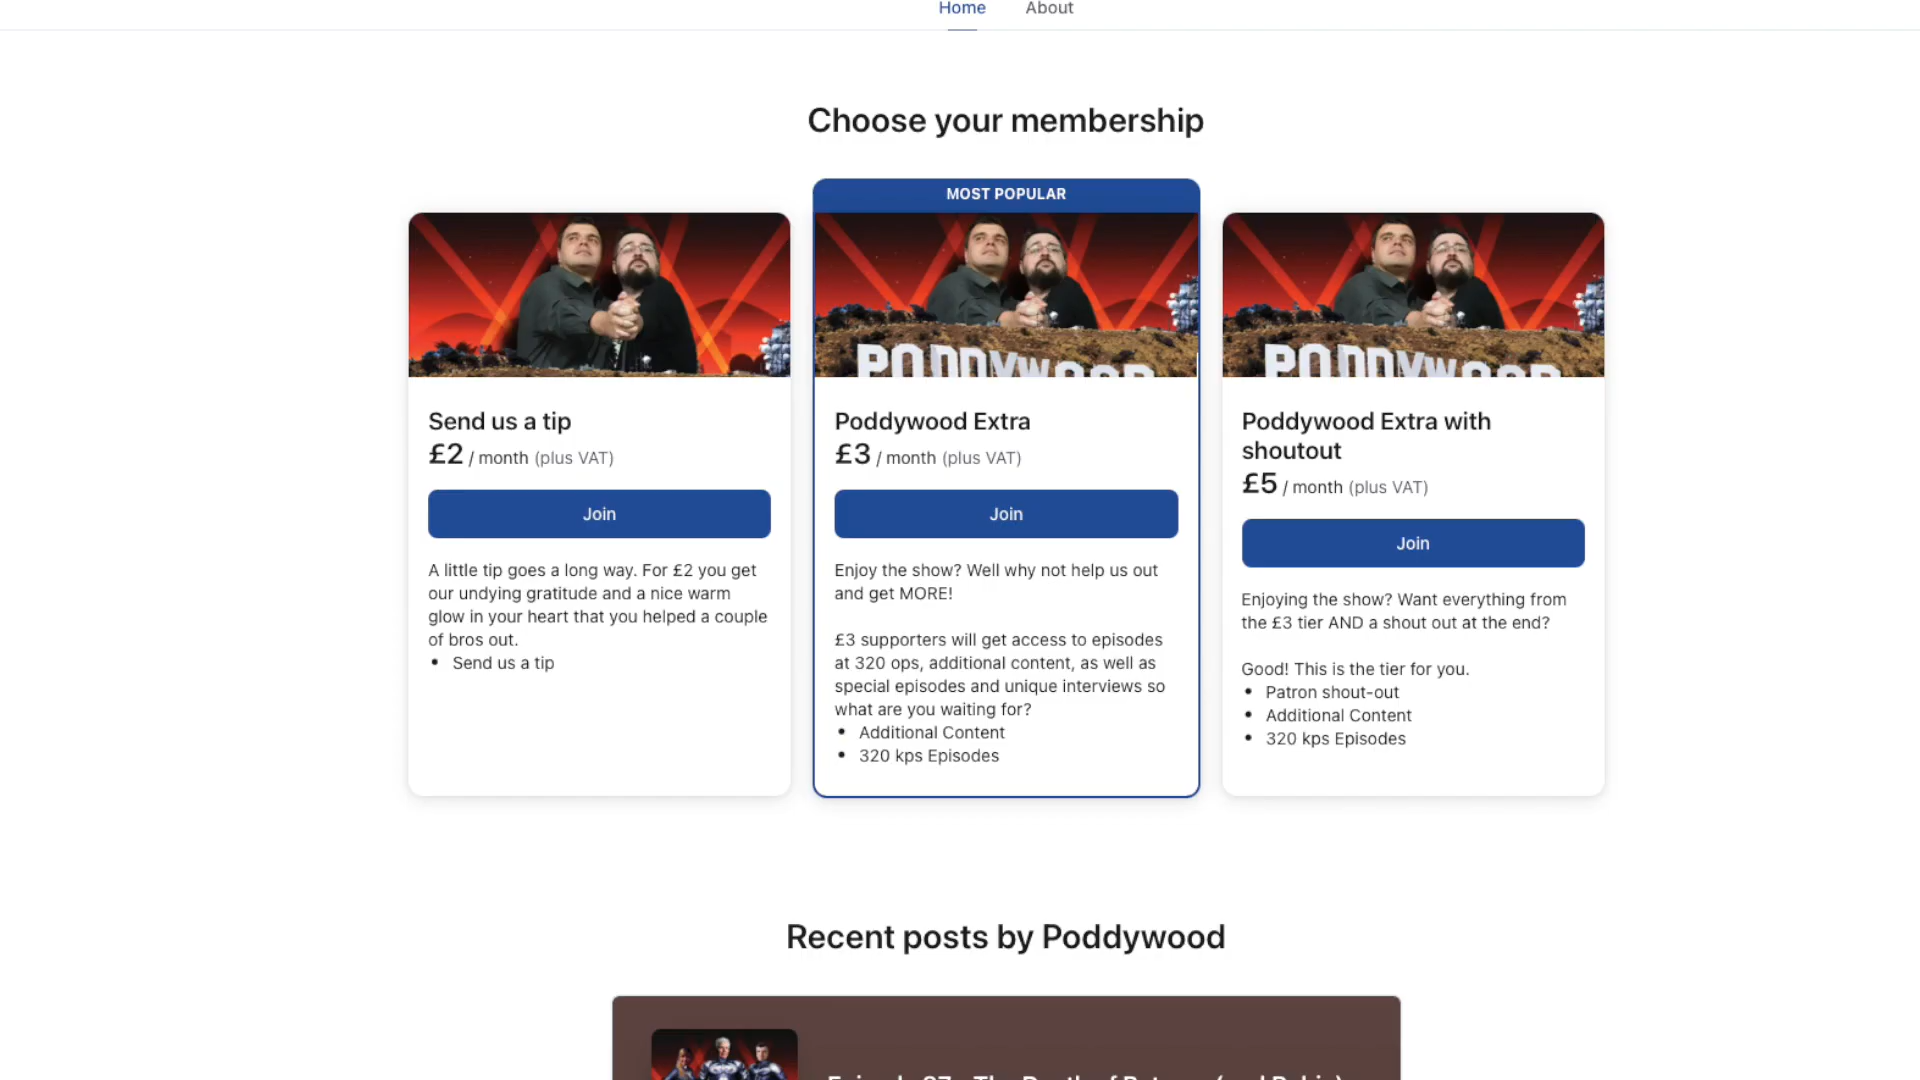 Home About
Choose your membership
MOST POPULAR
PODDYWOOD
PODDYWOOD
Send us a tip
£2 / month (plus VAT)
Join
A little tip goes a long way. For £2 you get
our undying gratitude and a nice warm
glow in your heart that you helped a couple
of bros out.
• Send us a tip
Poddywood Extra
£3 / month (plus VAT)
Join
Enjoy the show? Well why not help us out
and get MORE!
£3 supporters will get access to episodes
at 320 ops, additional content, as well as
special episodes and unique interviews so
what are you waiting for?
• Additional Content
• 320 kps Episodes
Poddywood Extra with
shoutout
£5 / month (plus VAT)
Join
Enjoying the show? Want everything from
the £3 tier AND a shout out at the end?
Good! This is the tier for you.
• Patron shout-out
• Additional Content
• 320 kps Episodes
Recent posts by Poddywood